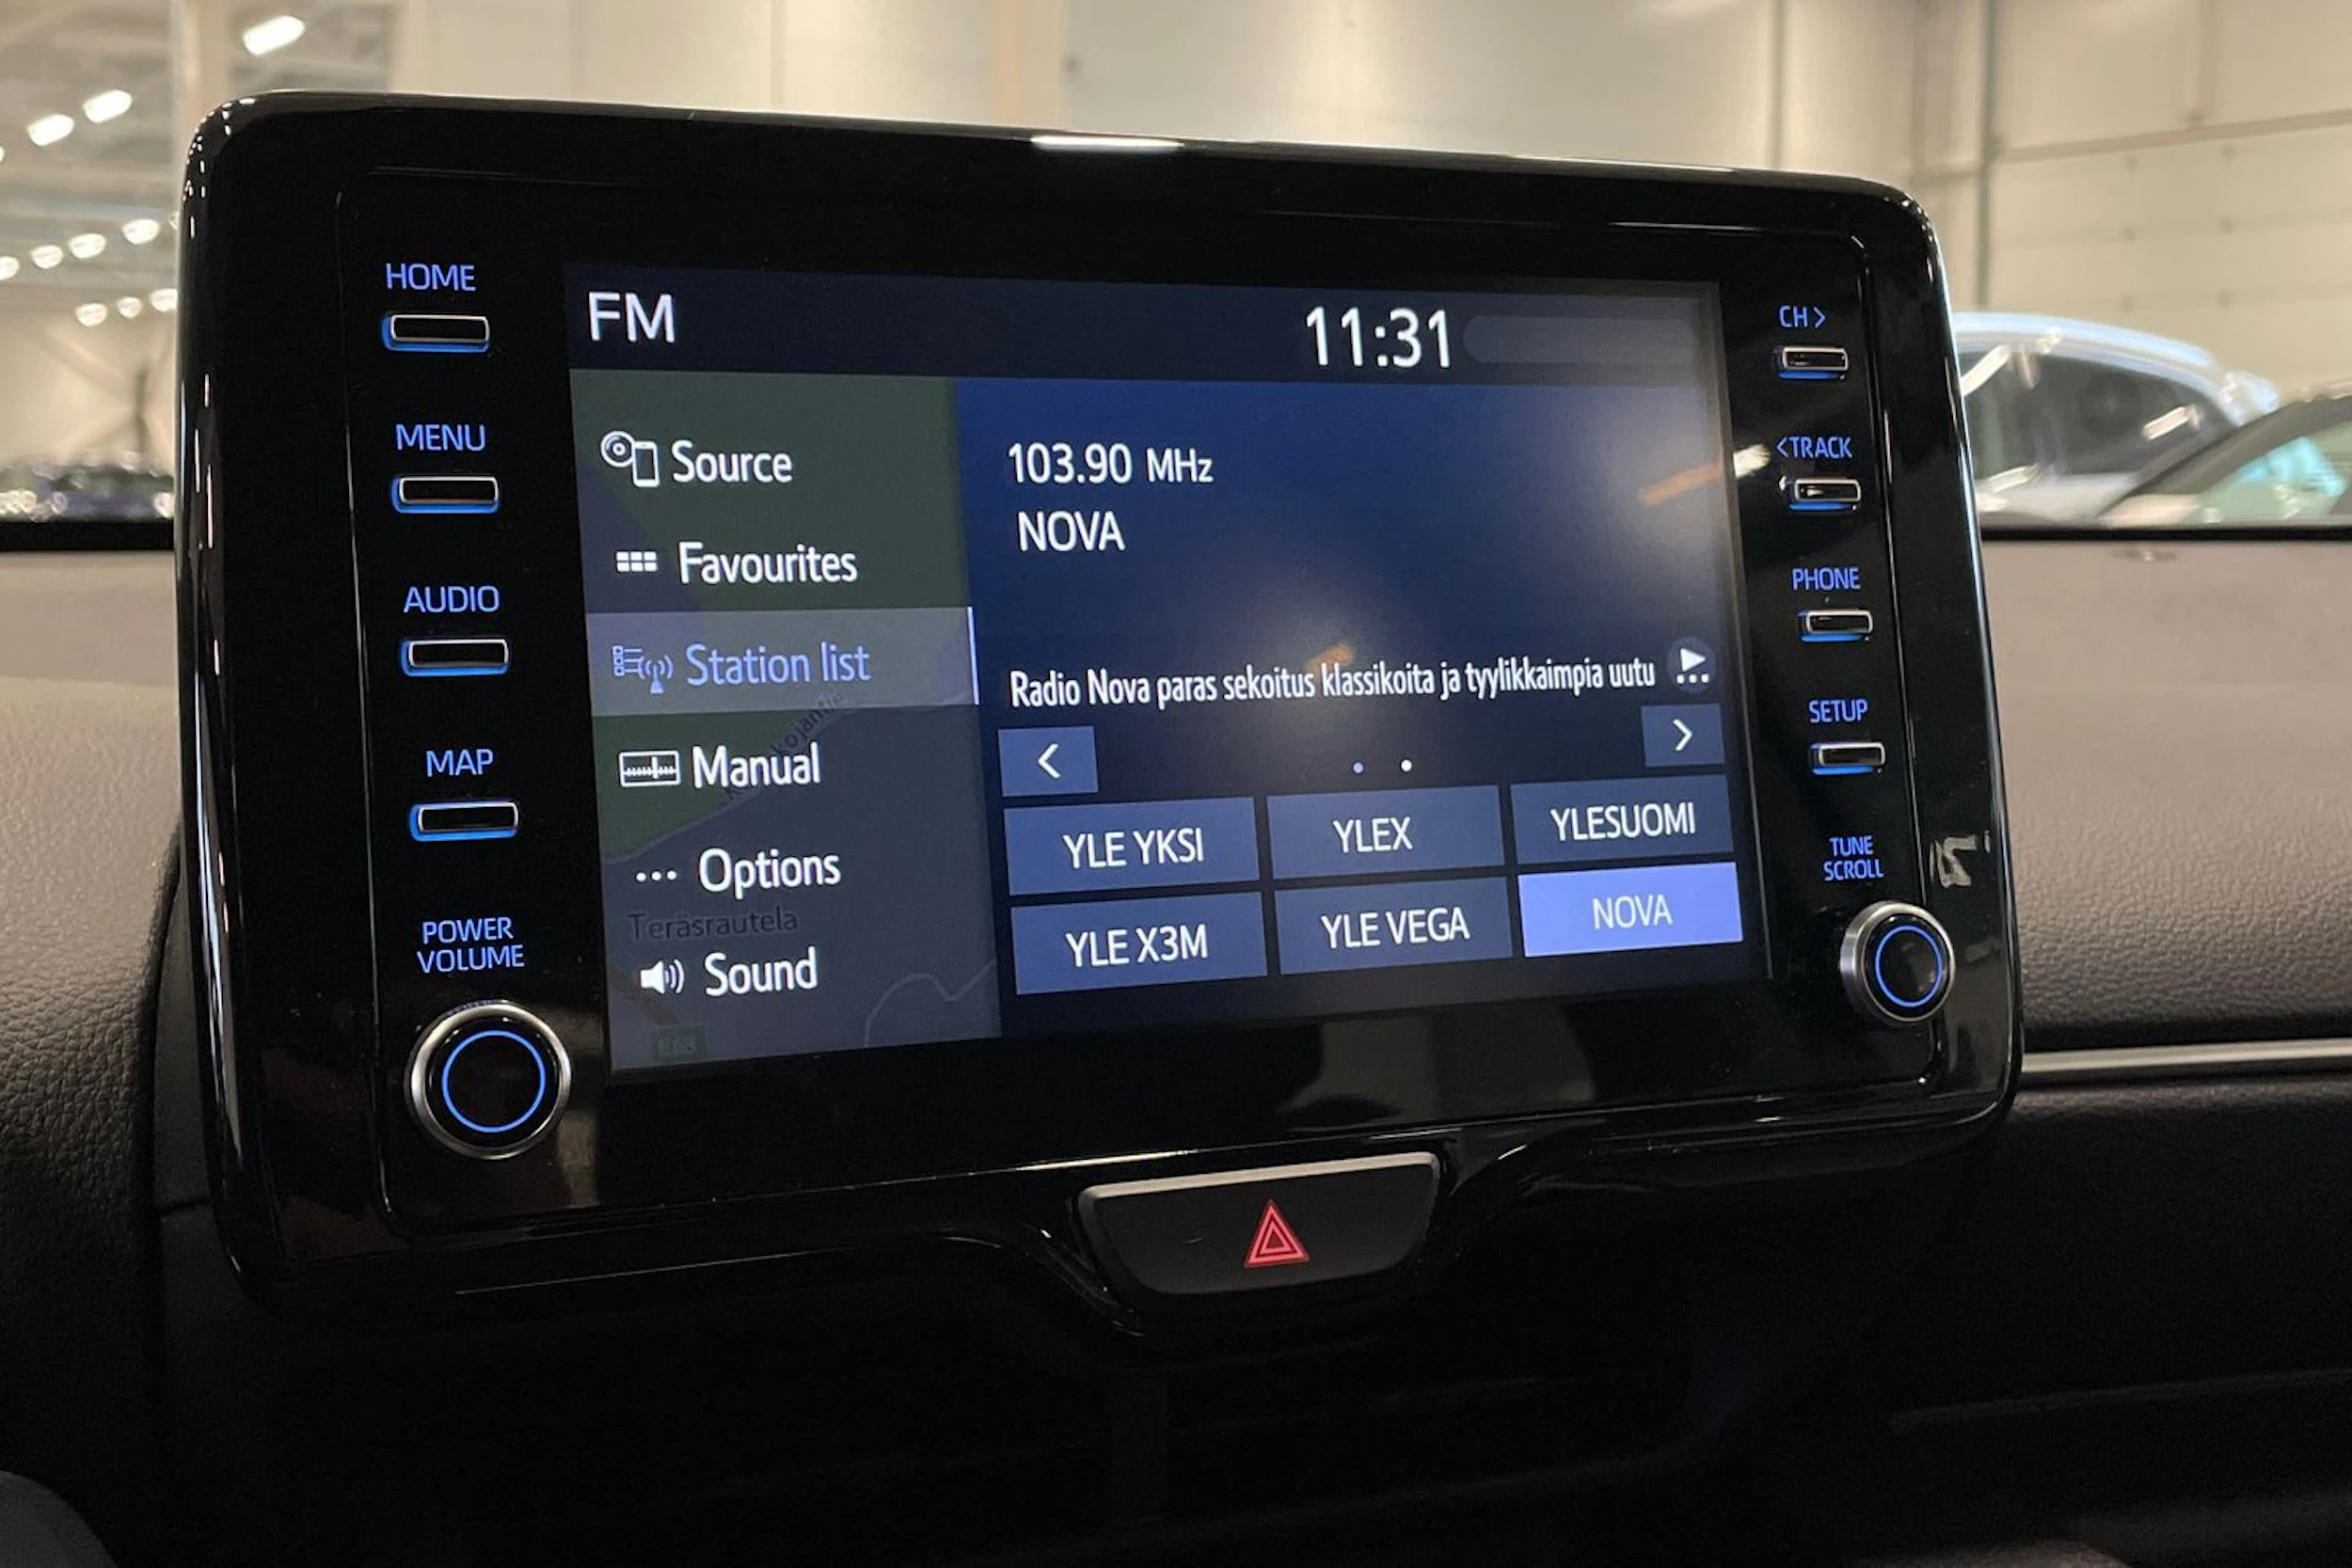 HOME
MENU
AUDIO
MAP
POWER
VOLUME
FM
11:31
Source
Favourites
Station list
Manual
Options
Teräsrautela
Sound
E63
103.90 MHz
NOVA
Radio Nova paras sekoitus klassikoita ja tyylikkaimpia uutu
YLE YKSI
YLEX
YLESUOMI
YLE X3M
YLE VEGA
NOVA
CH >
< TRACK
PHONE
SETUP
TUNE
SCROLL